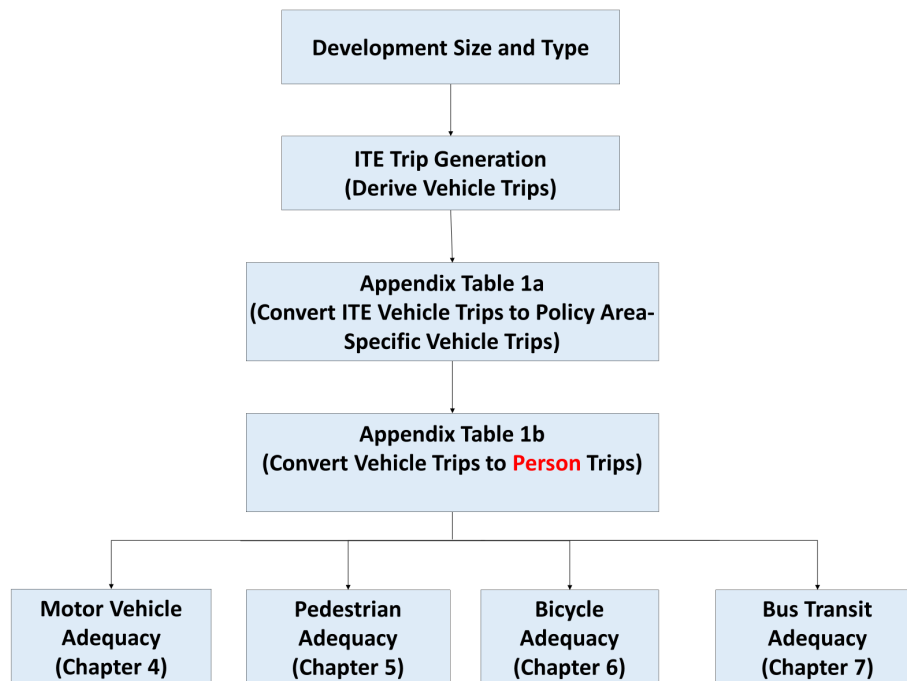 Development Size and Type
ITE Trip Generation
(Derive Vehicle Trips)
Appendix Table 1a
(Convert ITE Vehicle Trips to Policy Area-
Specific Vehicle Trips)
Appendix Table 1b
(Convert Vehicle Trips to Person Trips)
Motor Vehicle
Adequacy
(Chapter 4)
Pedestrian
Adequacy
(Chapter 5)
Bicycle
Adequacy
(Chapter 6)
Bus Transit
Adequacy
(Chapter 7)